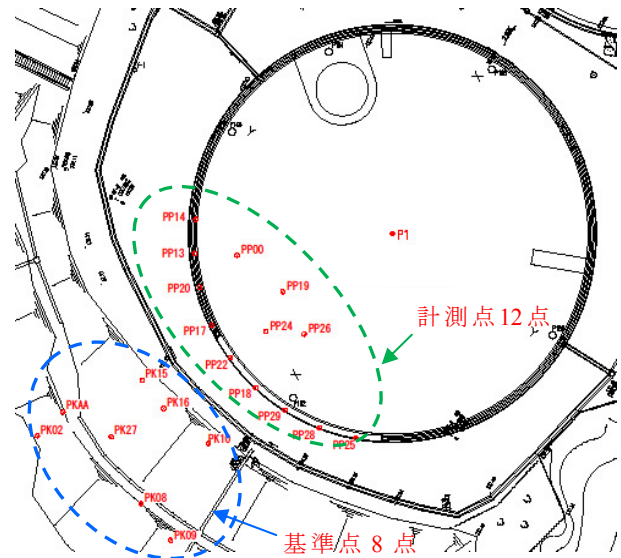 PP14
PP00
P1
PP13
PP20
PP19
PP17
PP24
PP26
計測点12点
PP22
PK15
PP18
PKAA
PK16
PP29
PP28
PK02
PK27
PK10
PP25
PK08
PK09
基準点 8 点